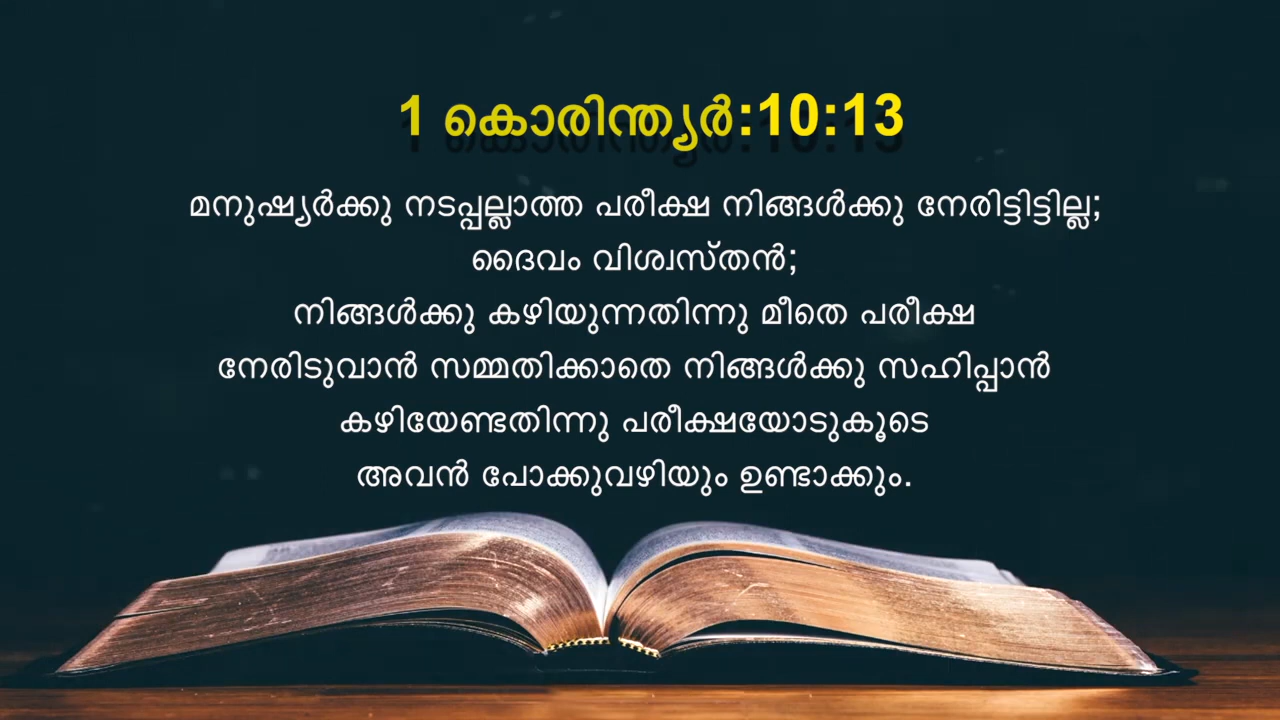 1 കൊരിന്ത്യർ:10:13
മനുഷ്യർക്കു നടപ്പല്ലാത്ത പരീക്ഷ നിങ്ങൾക്കു നേരിട്ടിട്ടില്ല;
ദൈവം വിശ്വസ്തൻ;
നിങ്ങൾക്കു കഴിയുന്നതിന്നു മീതെ പരീക്ഷ
നേരിടുവാൻ സമ്മതിക്കാതെ നിങ്ങൾക്കു സഹിപ്പാൻ
കഴിയേണ്ടതിന്നു പരീക്ഷയോടുകൂടെ
അവൻ പോക്കുവഴിയും ഉണ്ടാക്കും.